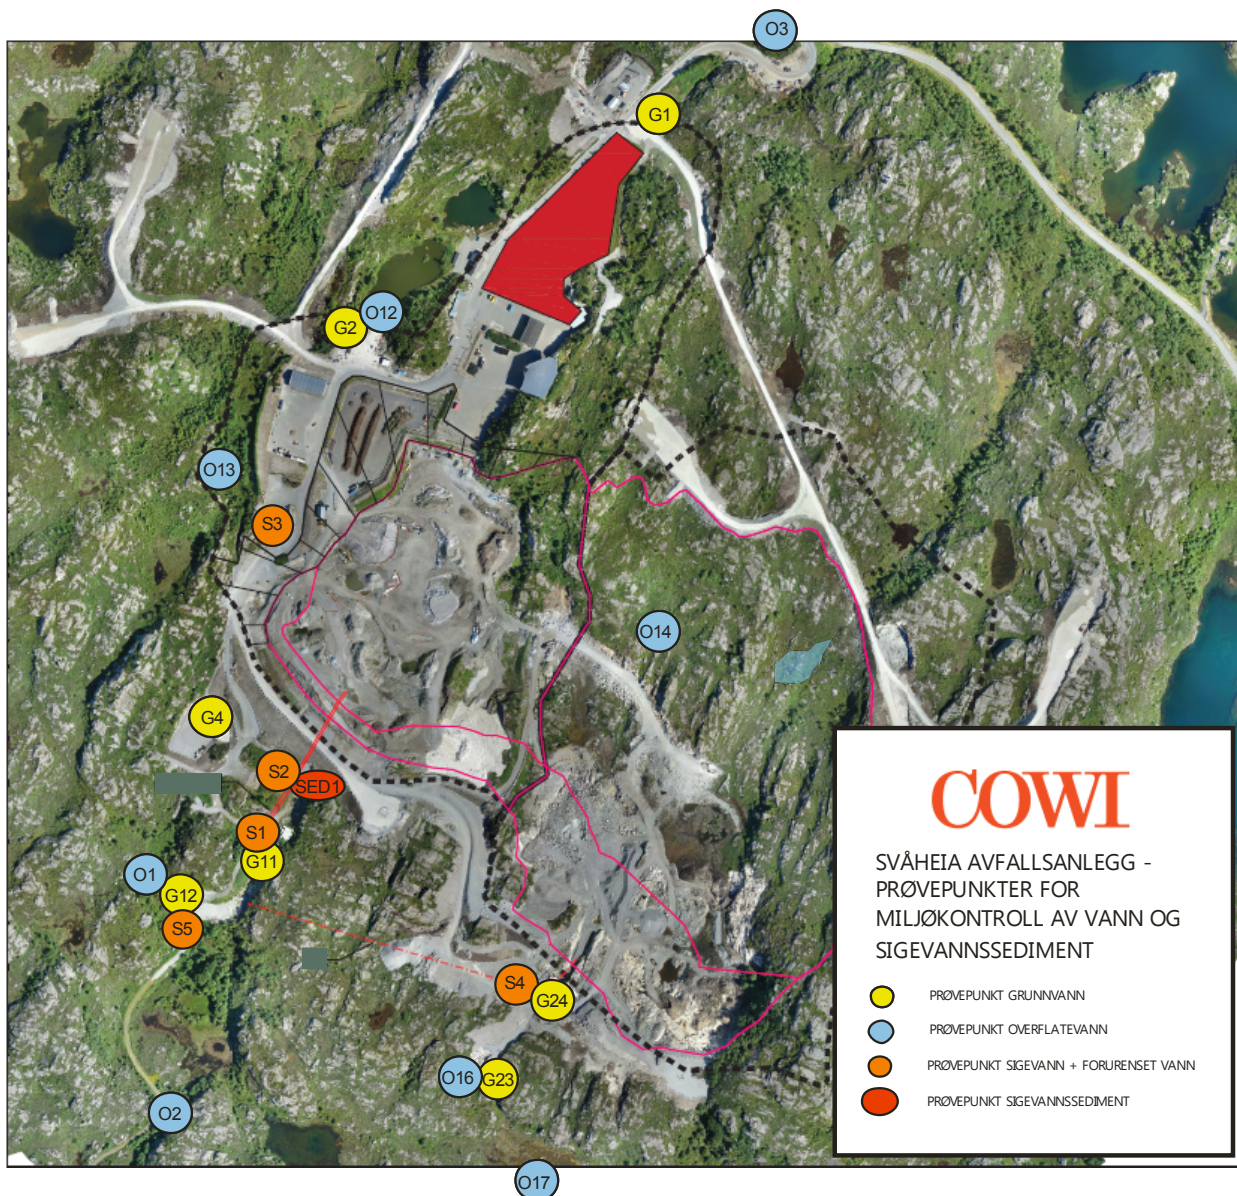 O3
G1
O12
G2
O13
S3
O14
G4
S2
SED1
S1
G11
O1
G12
S5
S4
G24
O16
G23
O2
O17
COWI
SVÅHEIA AVFALLSANLEGG -
PRØVEPUNKTER FOR
MILJØKONTROLL AV VANN OG
SIGEVANNSSEDIMENT
PRØVEPUNKT GRUNNVANN
PRØVEPUNKT OVERFLATEVANN
PRØVEPUNKT SIGEVANN + FORURENSET VANN
PRØVEPUNKT SIGEVANNSSEDIMENT